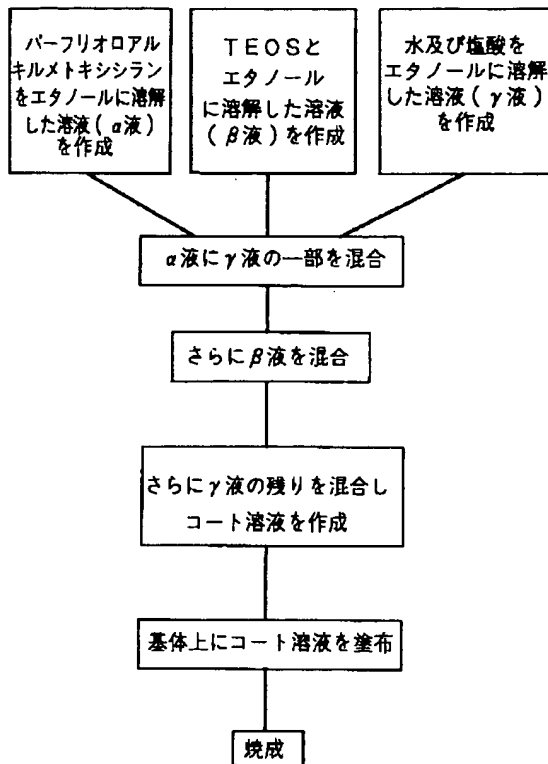 パーフリオロアル
キルメトキシシラン
をエタノールに溶解
した溶液(α液)
を作成
TEOSと
エタノール
に溶解した溶液
(β液)を作成
水及び塩酸を
エタノールに溶解
した溶液(γ液)
を作成
α液にγ液の一部を混合
さらにβ液を混合
さらにγ液の残りを混合し
コート溶液を作成
基体上にコート溶液を塗布
焼成